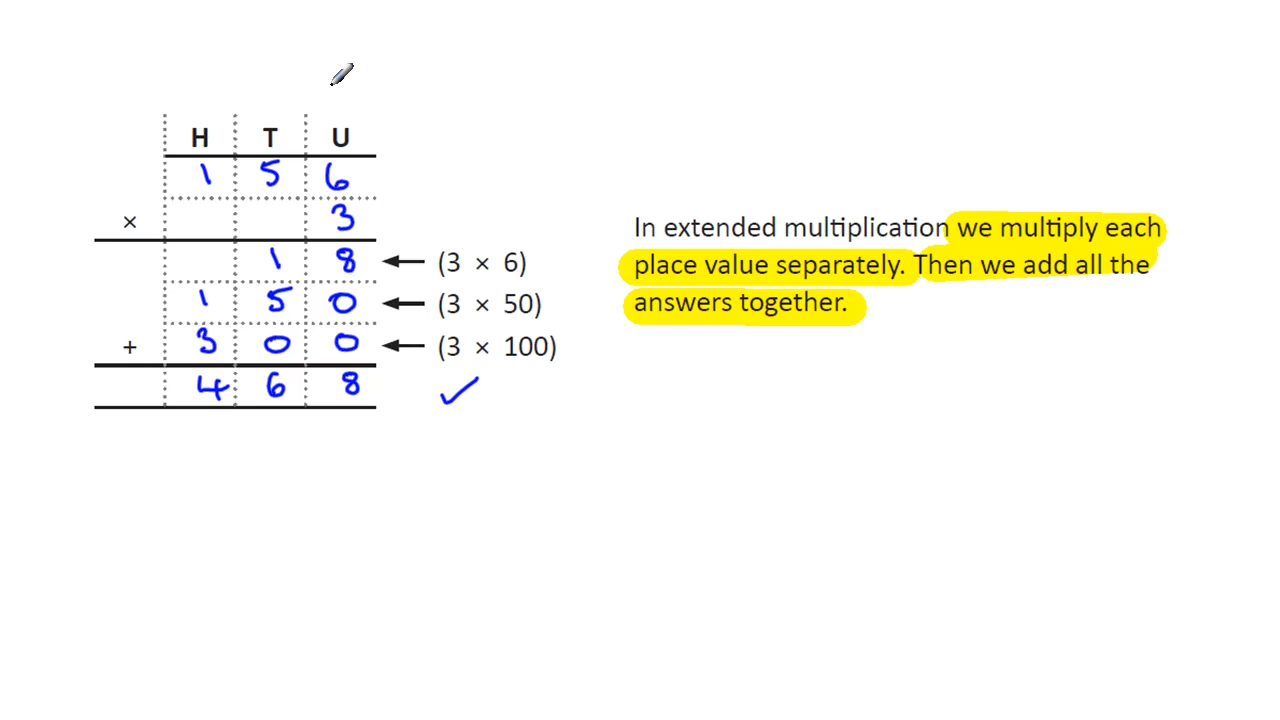 H T U
1 5 6
× 3
1 8 (3 × 6)
1 5 0 (3 × 50)
+ 3 0 0 (3 × 100)
4 6 8 ✓
In extended multiplication we multiply each
place value separately. Then we add all the
answers together.